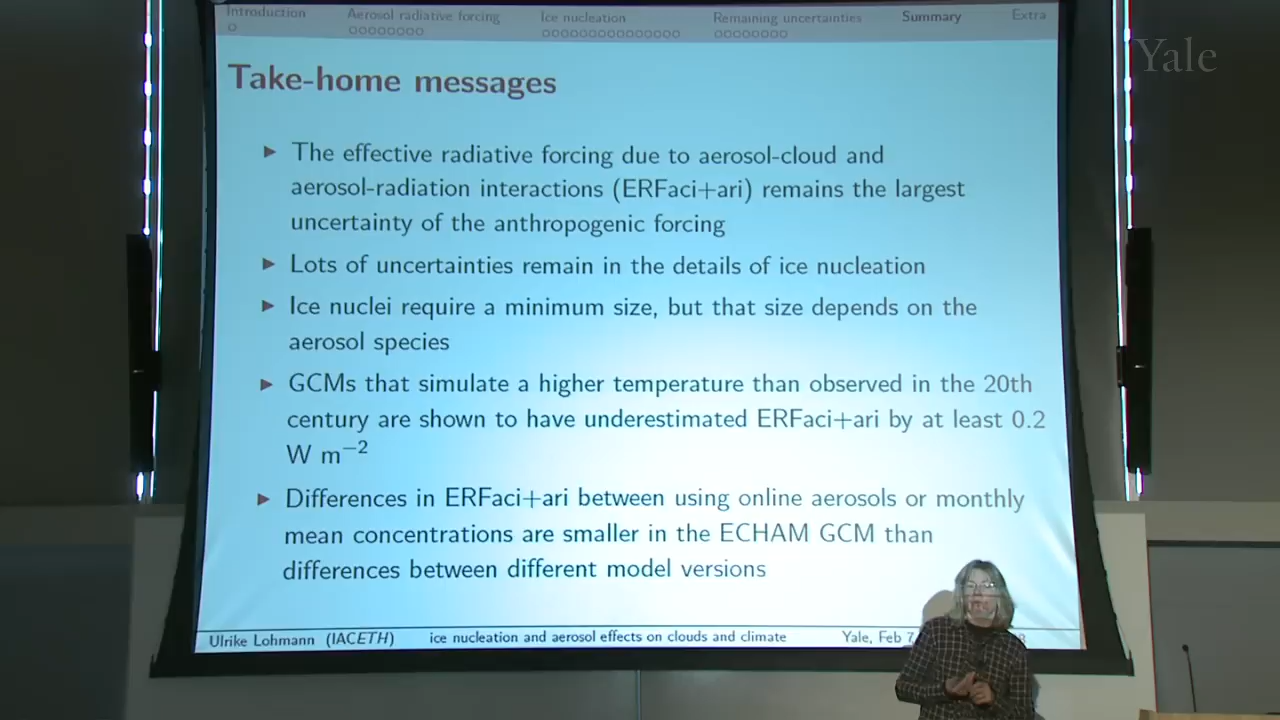 Introduction Aerosol radiative forcing Ice nucleation Remaining uncertainties Summary Extra
Yale
Take-home messages
The effective radiative forcing due to aerosol-cloud and
aerosol-radiation interactions (ERFaci+ari) remains the largest
uncertainty of the anthropogenic forcing
Lots of uncertainties remain in the details of ice nucleation
Ice nuclei require a minimum size, but that size depends on the
aerosol species
GCMs that simulate a higher temperature than observed in the 20th
century are shown to have underestimated ERFaci+ari by at least 0.2
W m⁻²
Differences in ERFaci+ari between using online aerosols or monthly
mean concentrations are smaller in the ECHAM GCM than
differences between different model versions
Ulrike Lohmann (IACETH) ice nucleation and aerosol effects on clouds and climate Yale, Feb 7